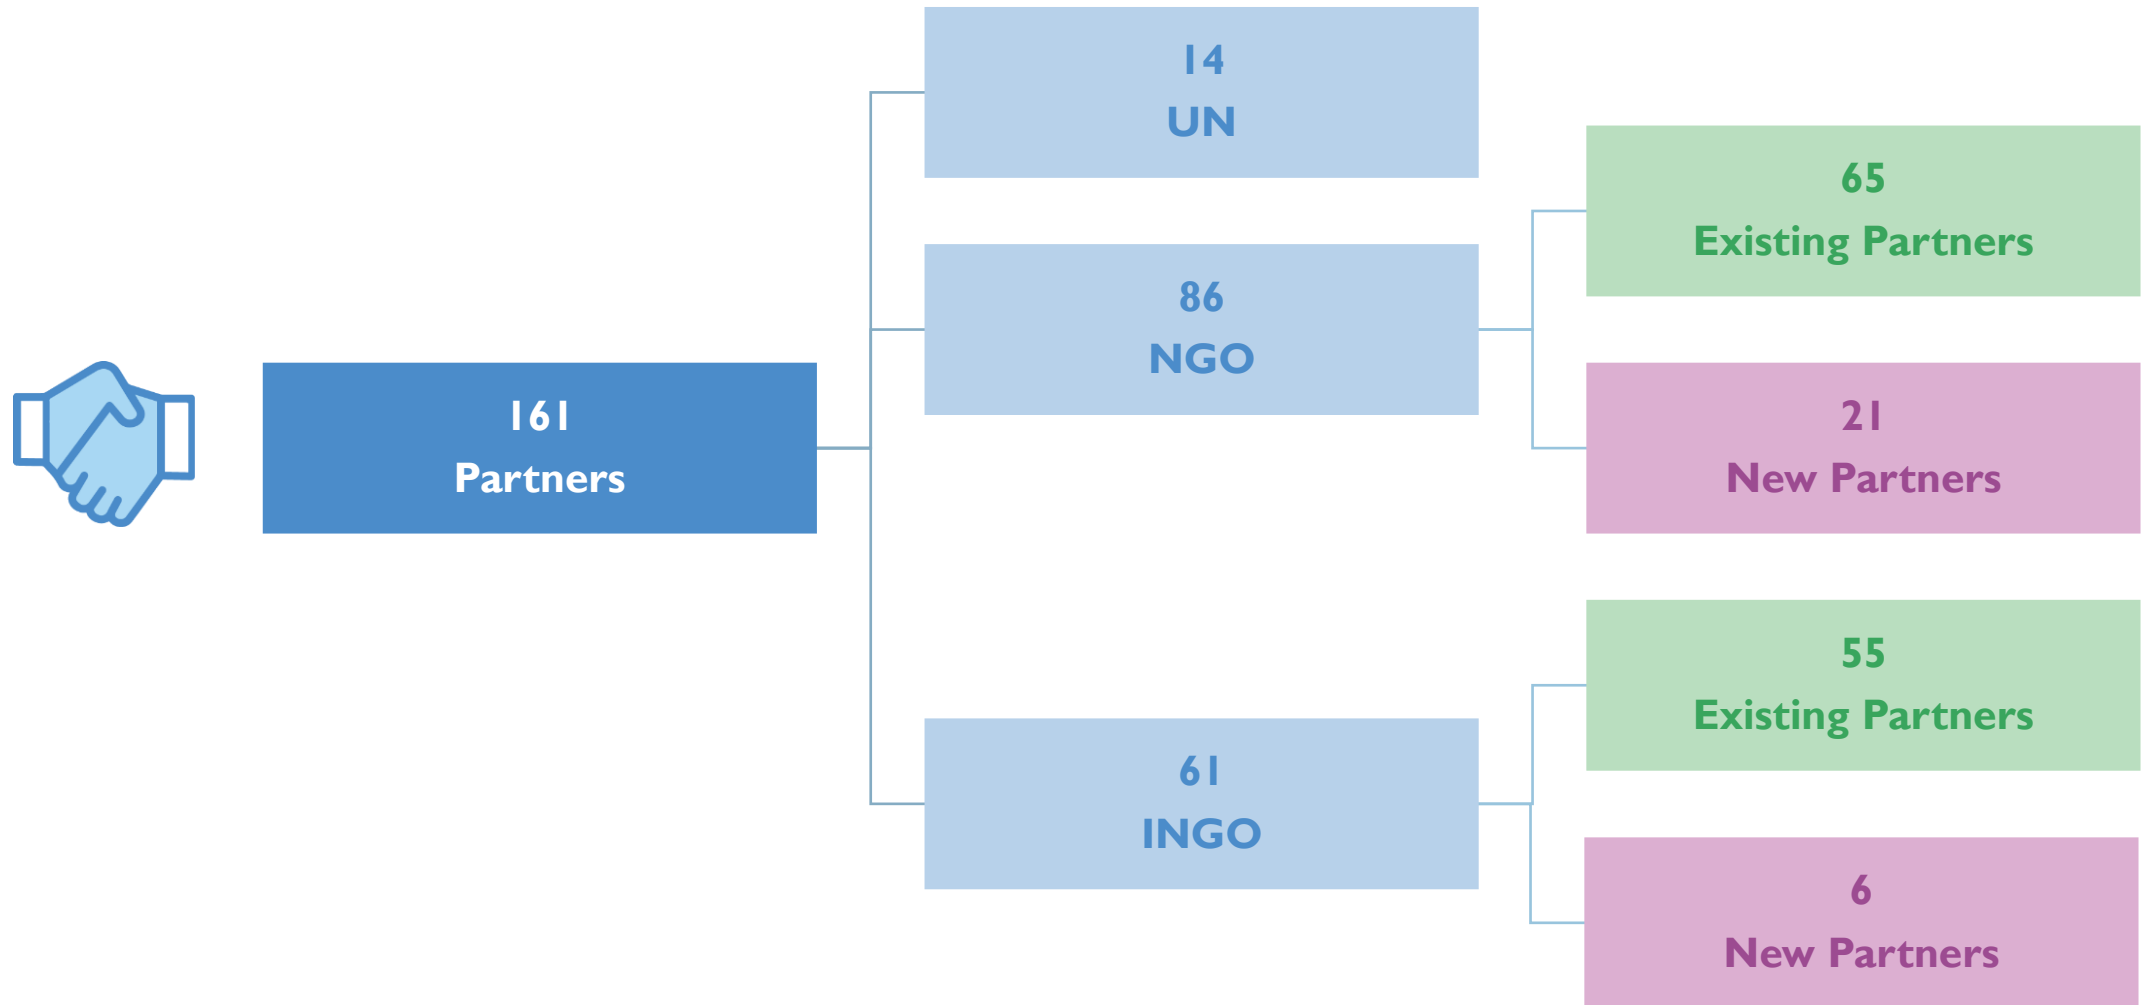 161
Partners
14
UN
86
NGO
65
Existing Partners
21
New Partners
61
INGO
55
Existing Partners
6
New Partners